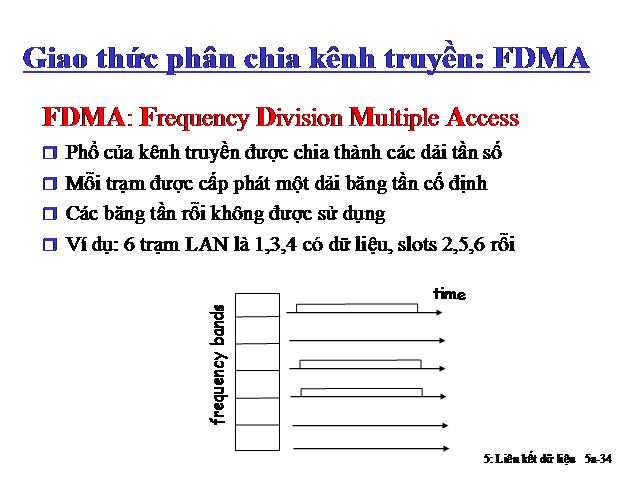 Giao thức phân chia kênh truyền: FDMA
FDMA: Frequency Division Multiple Access
Phổ của kênh truyền được chia thành các dải tần số
Mỗi trạm được cấp phát một dải băng tần cố định
Các băng tần rỗi không được sử dụng
Ví dụ: 6 trạm LAN là 1,3,4 có dữ liệu, slots 2,5,6 rỗi
time
frequency bands
5: Liên kết dữ liệu 5a-34